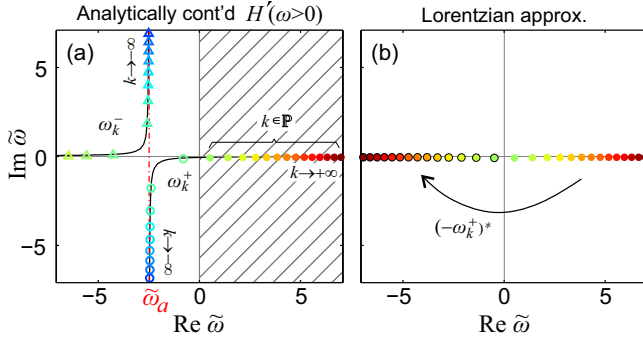 Analytically cont'd H′(ω>0)
Lorentzian approx.
(a)
(b)
k→−∞
ω_k^−
k∈ℙ
ω_k^+
k→+∞
k→−∞
(−ω_k^+)*
Im ω̃
5
0
−5
−5
ω̃_a
0
5
−5
0
5
Re ω̃
Re ω̃